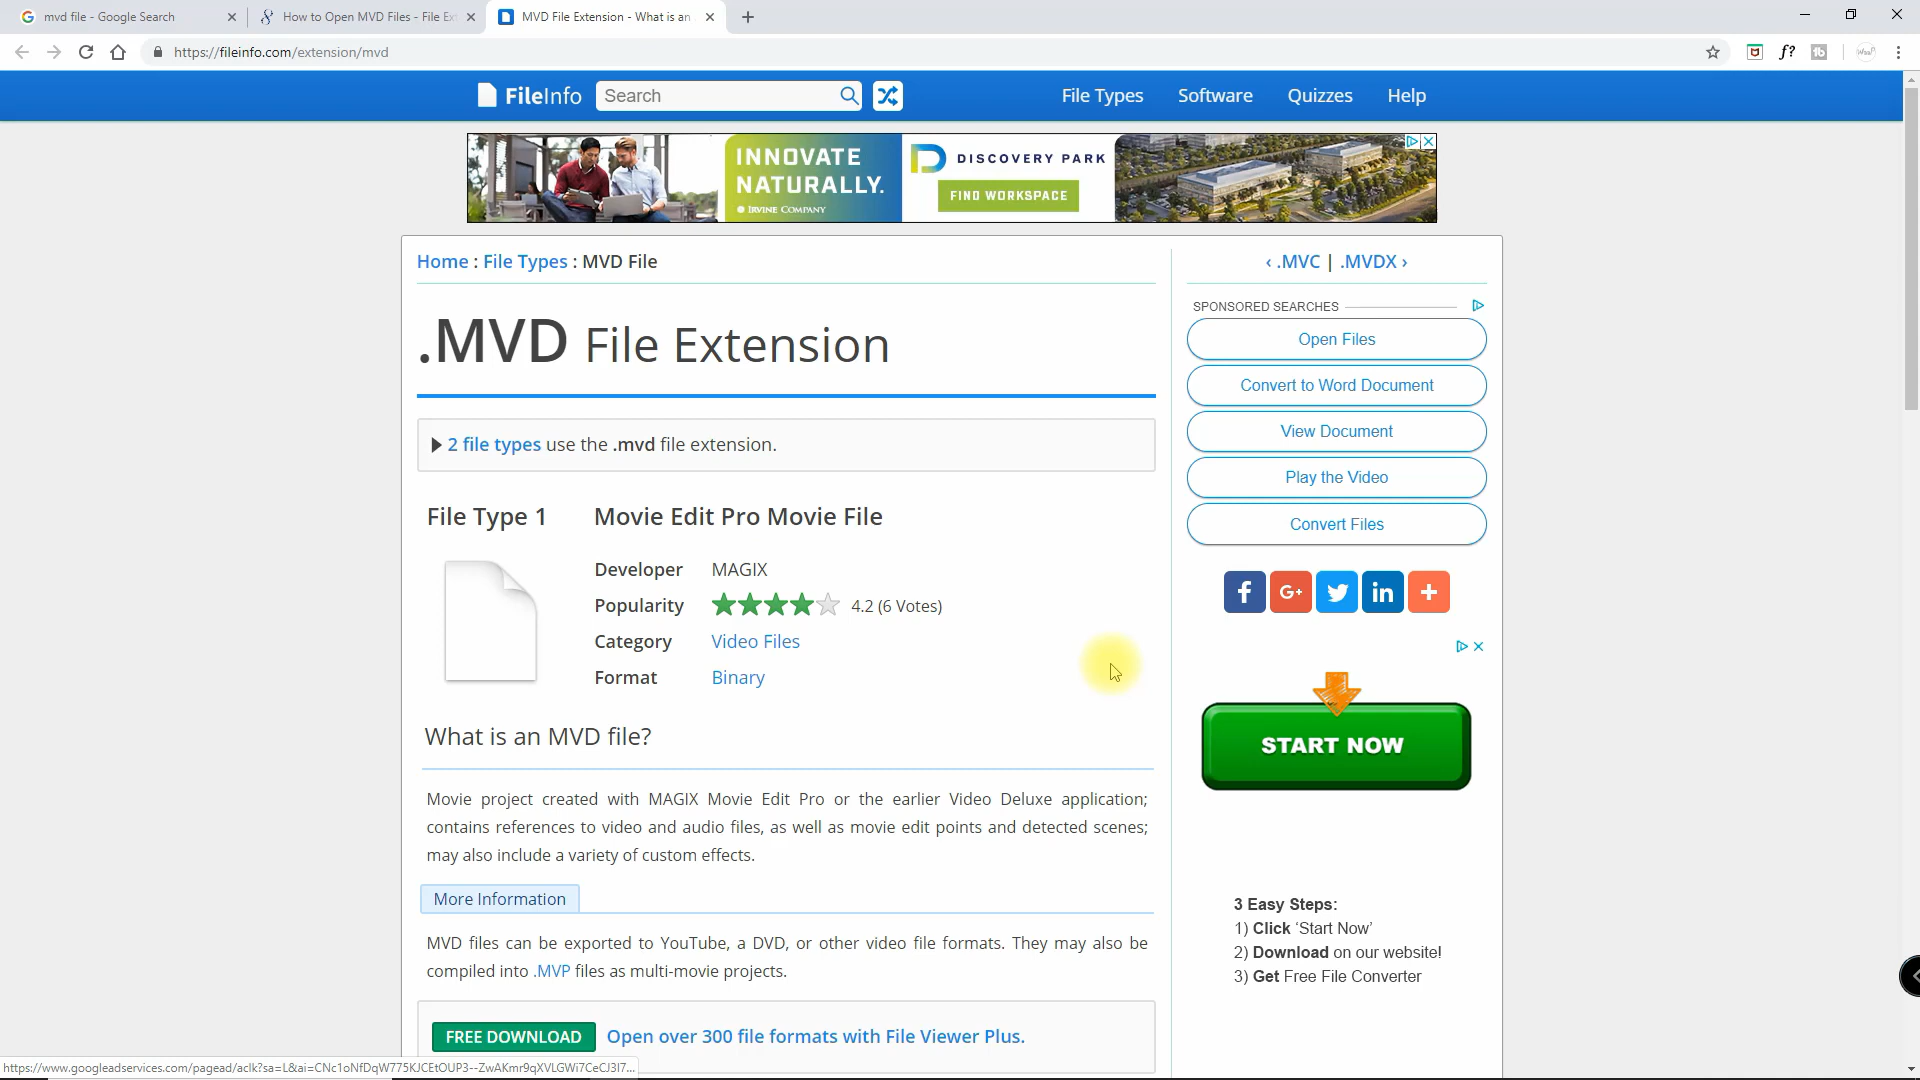 mvd file - Google Search
How to Open MVD Files - File Ext
MVD File Extension - What is an
https://fileinfo.com/extension/mvd
FileInfo
Search
File Types
Software
Quizzes
Help
INNOVATE
NATURALLY.
IRVINE COMPANY
DISCOVERY PARK
FIND WORKSPACE
Home : File Types : MVD File
.MVD File Extension
2 file types use the .mvd file extension.
File Type 1
Movie Edit Pro Movie File
Developer MAGIX
Popularity 4.2 (6 Votes)
Category Video Files
Format Binary
What is an MVD file?
Movie project created with MAGIX Movie Edit Pro or the earlier Video Deluxe application;
contains references to video and audio files, as well as movie edit points and detected scenes;
may also include a variety of custom effects.
More Information
MVD files can be exported to YouTube, a DVD, or other video file formats. They may also be
compiled into .MVP files as multi-movie projects.
FREE DOWNLOAD Open over 300 file formats with File Viewer Plus.
‹ .MVC | .MVDX ›
SPONSORED SEARCHES
Open Files
Convert to Word Document
View Document
Play the Video
Convert Files
START NOW
3 Easy Steps:
1) Click ‘Start Now’
2) Download on our website!
3) Get Free File Converter